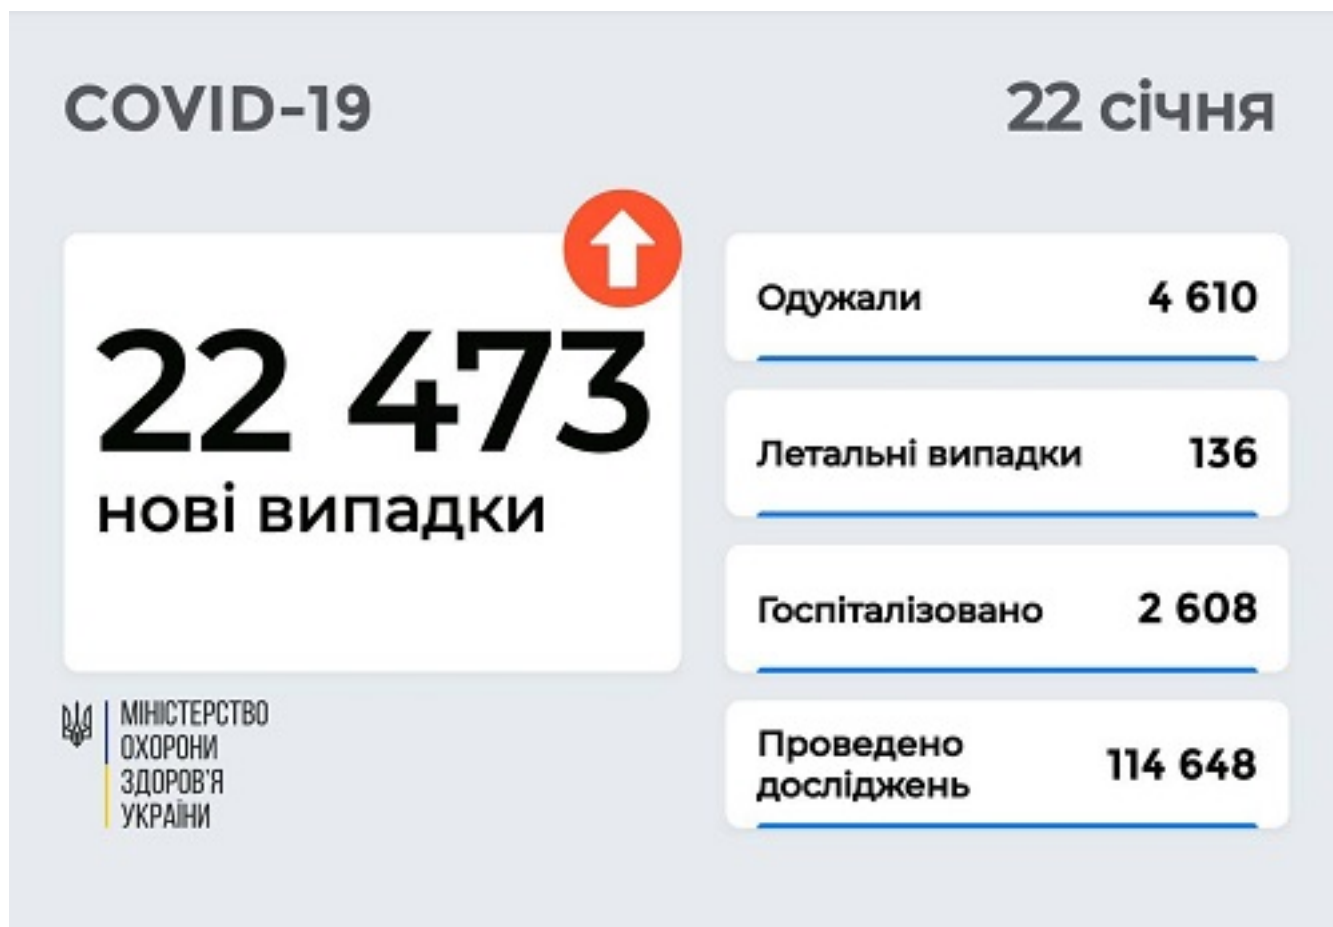 COVID-19
22 січня
22 473
нові випадки
Одужали 4 610
Летальні випадки 136
Госпіталізовано 2 608
Проведено
досліджень 114 648
МІНІСТЕРСТВО
ОХОРОНИ
ЗДОРОВ'Я
УКРАЇНИ